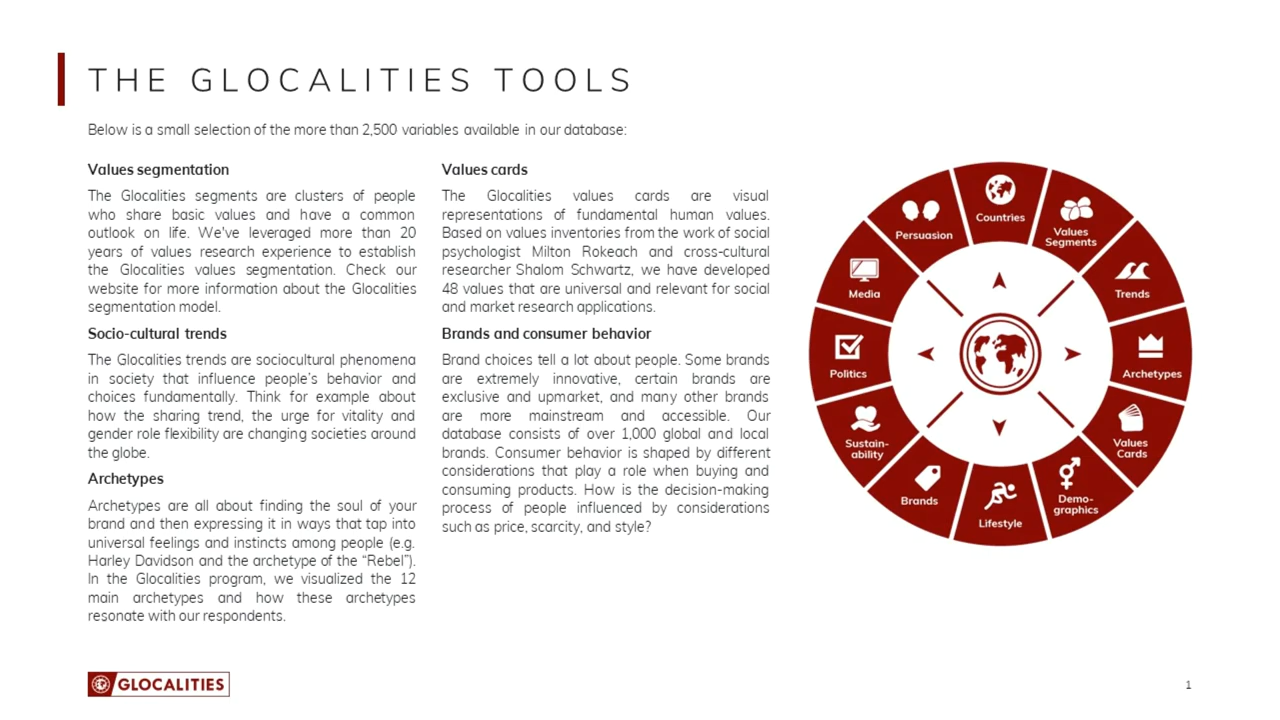 THE GLOCALITIES TOOLS
Below is a small selection of the more than 2,500 variables available in our database:
Values segmentation
The Glocalities segments are clusters of people
who share basic values and have a common
outlook on life. We've leveraged more than 20
years of values research experience to establish
the Glocalities values segmentation. Check our
website for more information about the Glocalities
segmentation model.
Socio-cultural trends
The Glocalities trends are sociocultural phenomena
in society that influence people's behavior and
choices fundamentally. Think for example about
how the sharing trend, the urge for vitality and
gender role flexibility are changing societies around
the globe.
Archetypes
Archetypes are all about finding the soul of your
brand and then expressing it in ways that tap into
universal feelings and instincts among people (e.g.
Harley Davidson and the archetype of the “Rebel”).
In the Glocalities program, we visualized the 12
main archetypes and how these archetypes
resonate with our respondents.
Values cards
The Glocalities values cards are visual
representations of fundamental human values.
Based on values inventories from the work of social
psychologist Milton Rokeach and cross-cultural
researcher Shalom Schwartz, we have developed
48 values that are universal and relevant for social
and market research applications.
Brands and consumer behavior
Brand choices tell a lot about people. Some brands
are extremely innovative, certain brands are
exclusive and upmarket, and many other brands
are more mainstream and accessible. Our
database consists of over 1,000 global and local
brands. Consumer behavior is shaped by different
considerations that play a role when buying and
consuming products. How is the decision-making
process of people influenced by considerations
such as price, scarcity, and style?
Countries
Values
Segments
Trends
Archetypes
Values
Cards
Demo-
graphics
Lifestyle
Brands
Sustain-
ability
Politics
Media
Persuasion
GLOCALITIES
1